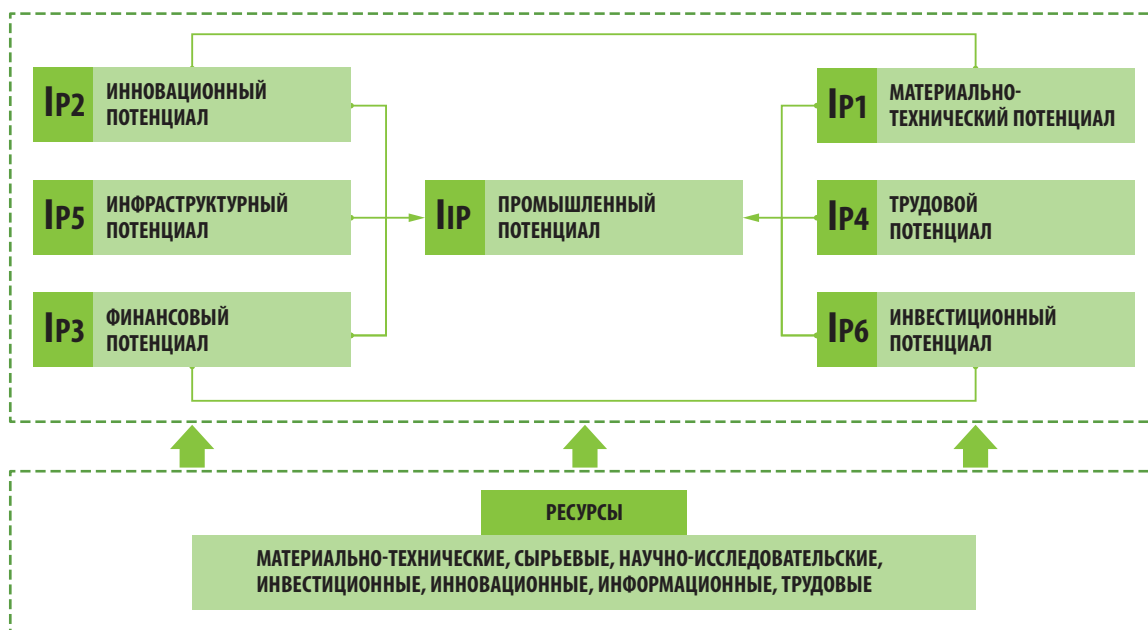 IP2
ИННОВАЦИОННЫЙ
ПОТЕНЦИАЛ
IP1
МАТЕРИАЛЬНО-
ТЕХНИЧЕСКИЙ ПОТЕНЦИАЛ
IP5
ИНФРАСТРУКТУРНЫЙ
ПОТЕНЦИАЛ
IIP
ПРОМЫШЛЕННЫЙ
ПОТЕНЦИАЛ
IP4
ТРУДОВОЙ
ПОТЕНЦИАЛ
IP3
ФИНАНСОВЫЙ
ПОТЕНЦИАЛ
IP6
ИНВЕСТИЦИОННЫЙ
ПОТЕНЦИАЛ
РЕСУРСЫ
МАТЕРИАЛЬНО-ТЕХНИЧЕСКИЕ, СЫРЬЕВЫЕ, НАУЧНО-ИССЛЕДОВАТЕЛЬСКИЕ,
ИНВЕСТИЦИОННЫЕ, ИННОВАЦИОННЫЕ, ИНФОРМАЦИОННЫЕ, ТРУДОВЫЕ